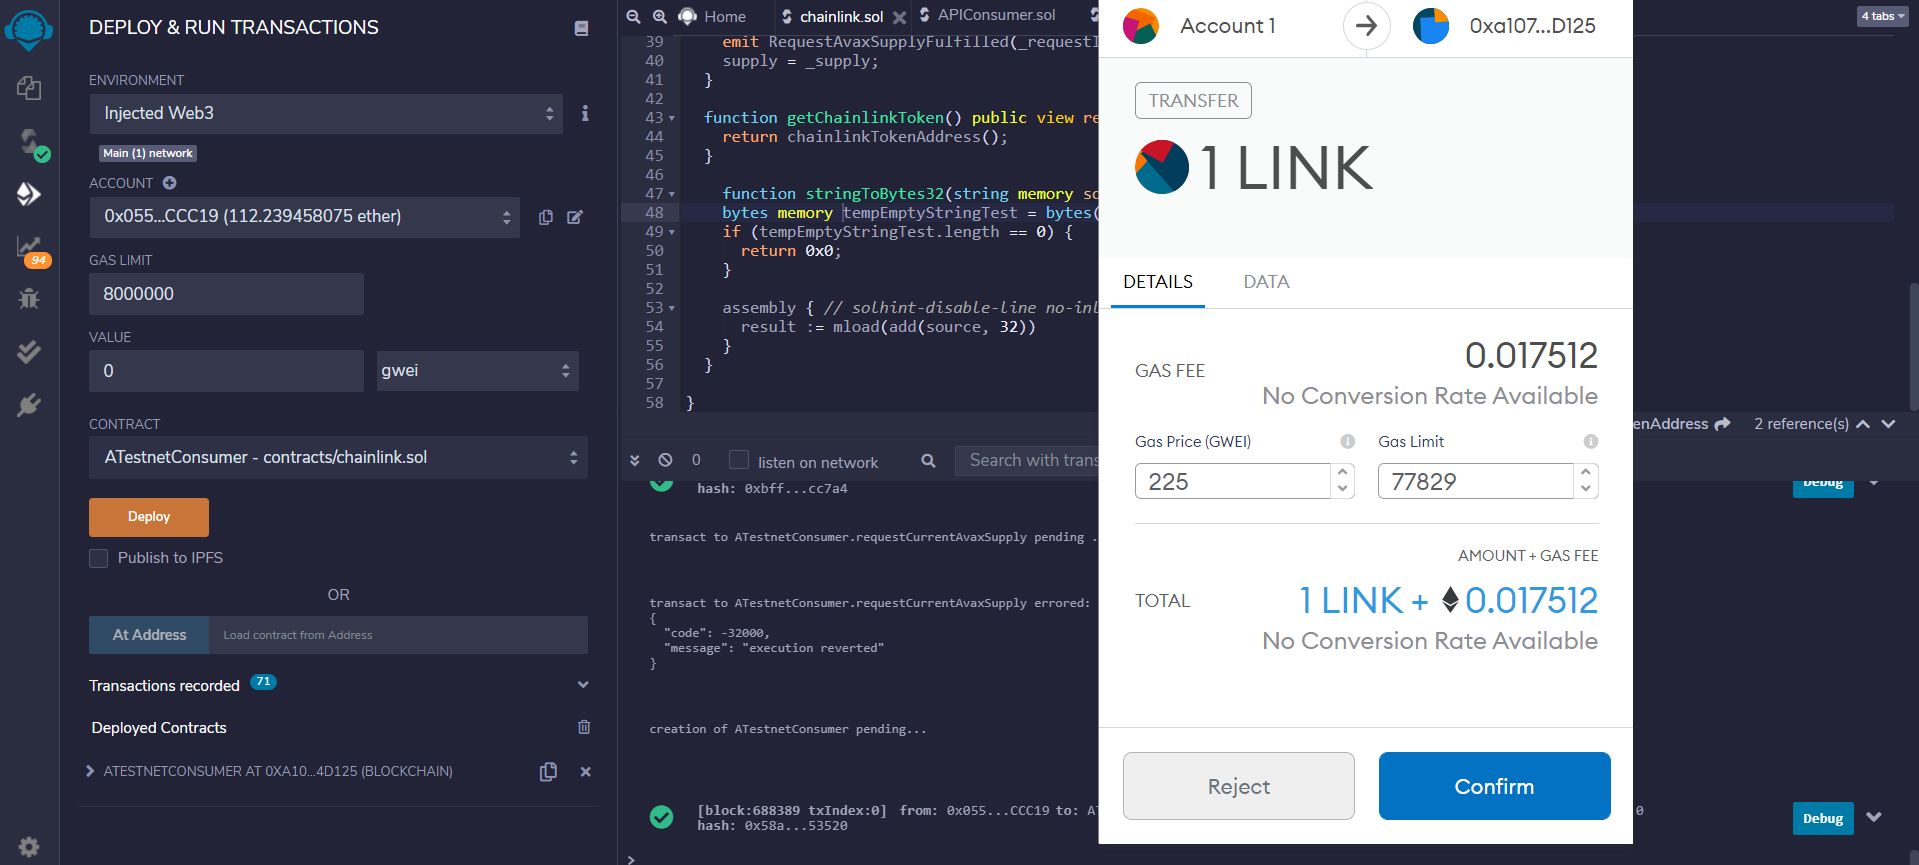 DEPLOY & RUN TRANSACTIONS
ENVIRONMENT
Injected Web3
Main (1) network
ACCOUNT
0x055...CCC19 (112.239458075 ether)
GAS LIMIT
8000000
VALUE
0
gwei
CONTRACT
ATestnetConsumer - contracts/chainlink.sol
Deploy
Publish to IPFS
OR
At Address
Load contract from Address
Transactions recorded 71
Deployed Contracts
ATESTNETCONSUMER AT 0XA10...4D125 (BLOCKCHAIN)
94
Home
chainlink.sol
APIConsumer.sol
4 tabs
39 emit RequestAvaxSupplyFulfilled(_requestI
40 supply = _supply;
41 }
42
43 function getChainlinkToken() public view re
44 return chainlinkTokenAddress();
45 }
46
47 function stringToBytes32(string memory so
48 bytes memory tempEmptyStringTest = bytes(
49 if (tempEmptyStringTest.length == 0) {
50 return 0x0;
51 }
52
53 assembly { // solhint-disable-line no-inl
54 result := mload(add(source, 32))
55 }
56 }
57
58 }
enAddress
2 reference(s)
0
listen on network
Search with trans
hash: 0xbff...cc7a4
Debug
transact to ATestnetConsumer.requestCurrentAvaxSupply pending .
transact to ATestnetConsumer.requestCurrentAvaxSupply errored:
{
"code": -32000,
"message": "execution reverted"
}
creation of ATestnetConsumer pending...
[block:688389 txIndex:0] from: 0x055...CCC19 to: AT
0
hash: 0x58a...53520
Debug
>
Account 1
0xa107...D125
TRANSFER
1 LINK
DETAILS
DATA
GAS FEE
0.017512
No Conversion Rate Available
Gas Price (GWEI)
Gas Limit
225
77829
AMOUNT + GAS FEE
TOTAL
1 LINK + 0.017512
No Conversion Rate Available
Reject
Confirm